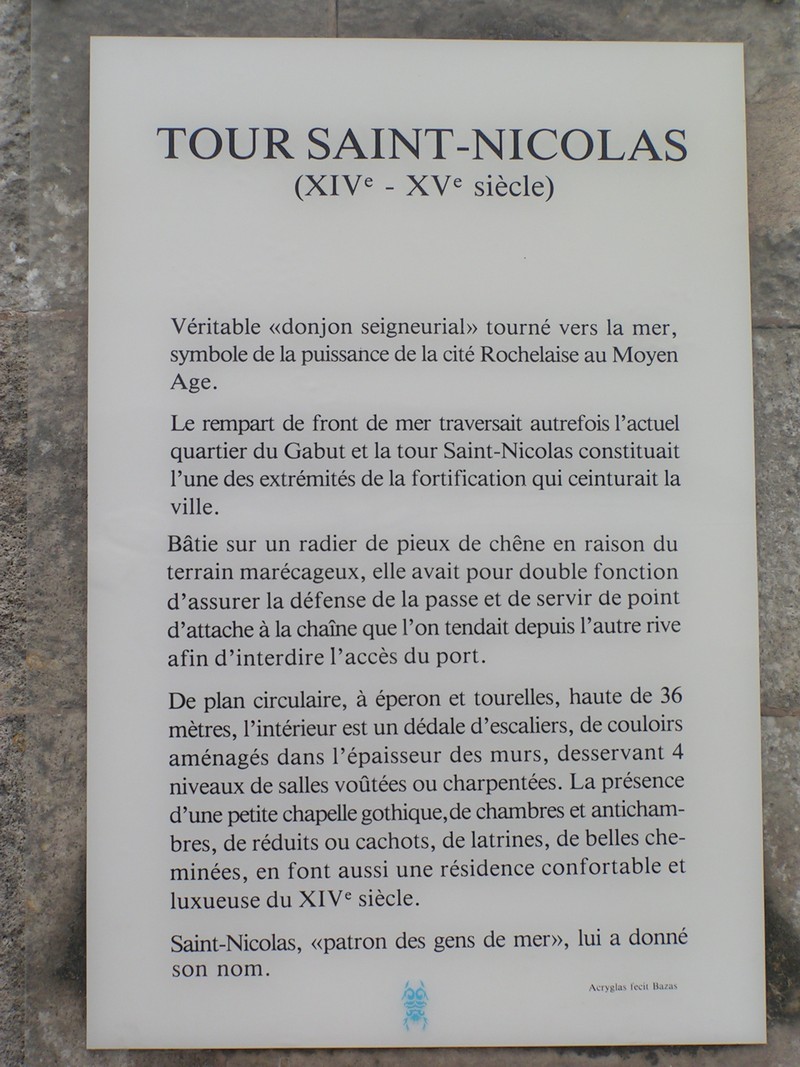 TOUR SAINT-NICOLAS
(XIVe - XVe siècle)
Véritable «donjon seigneurial» tourné vers la mer,
symbole de la puissance de la cité Rochelaise au Moyen
Age.
Le rempart de front de mer traversait autrefois l'actuel
quartier du Gabut et la tour Saint-Nicolas constituait
l'une des extrémités de la fortification qui ceinturait la
ville.
Bâtie sur un radier de pieux de chêne en raison du
terrain marécageux, elle avait pour double fonction
d'assurer la défense de la passe et de servir de point
d'attache à la chaîne que l'on tendait depuis l'autre rive
afin d'interdire l'accès du port.
De plan circulaire, à éperon et tourelles, haute de 36
mètres, l'intérieur est un dédale d'escaliers, de couloirs
aménagés dans l'épaisseur des murs, desservant 4
niveaux de salles voûtées ou charpentées. La présence
d'une petite chapelle gothique, de chambres et anticham-
bres, de réduits ou cachots, de latrines, de belles che-
minées, en font aussi une résidence confortable et
luxueuse du XIVe siècle.
Saint-Nicolas, «patron des gens de mer», lui a donné
son nom.
Acryglas fecit Bazas